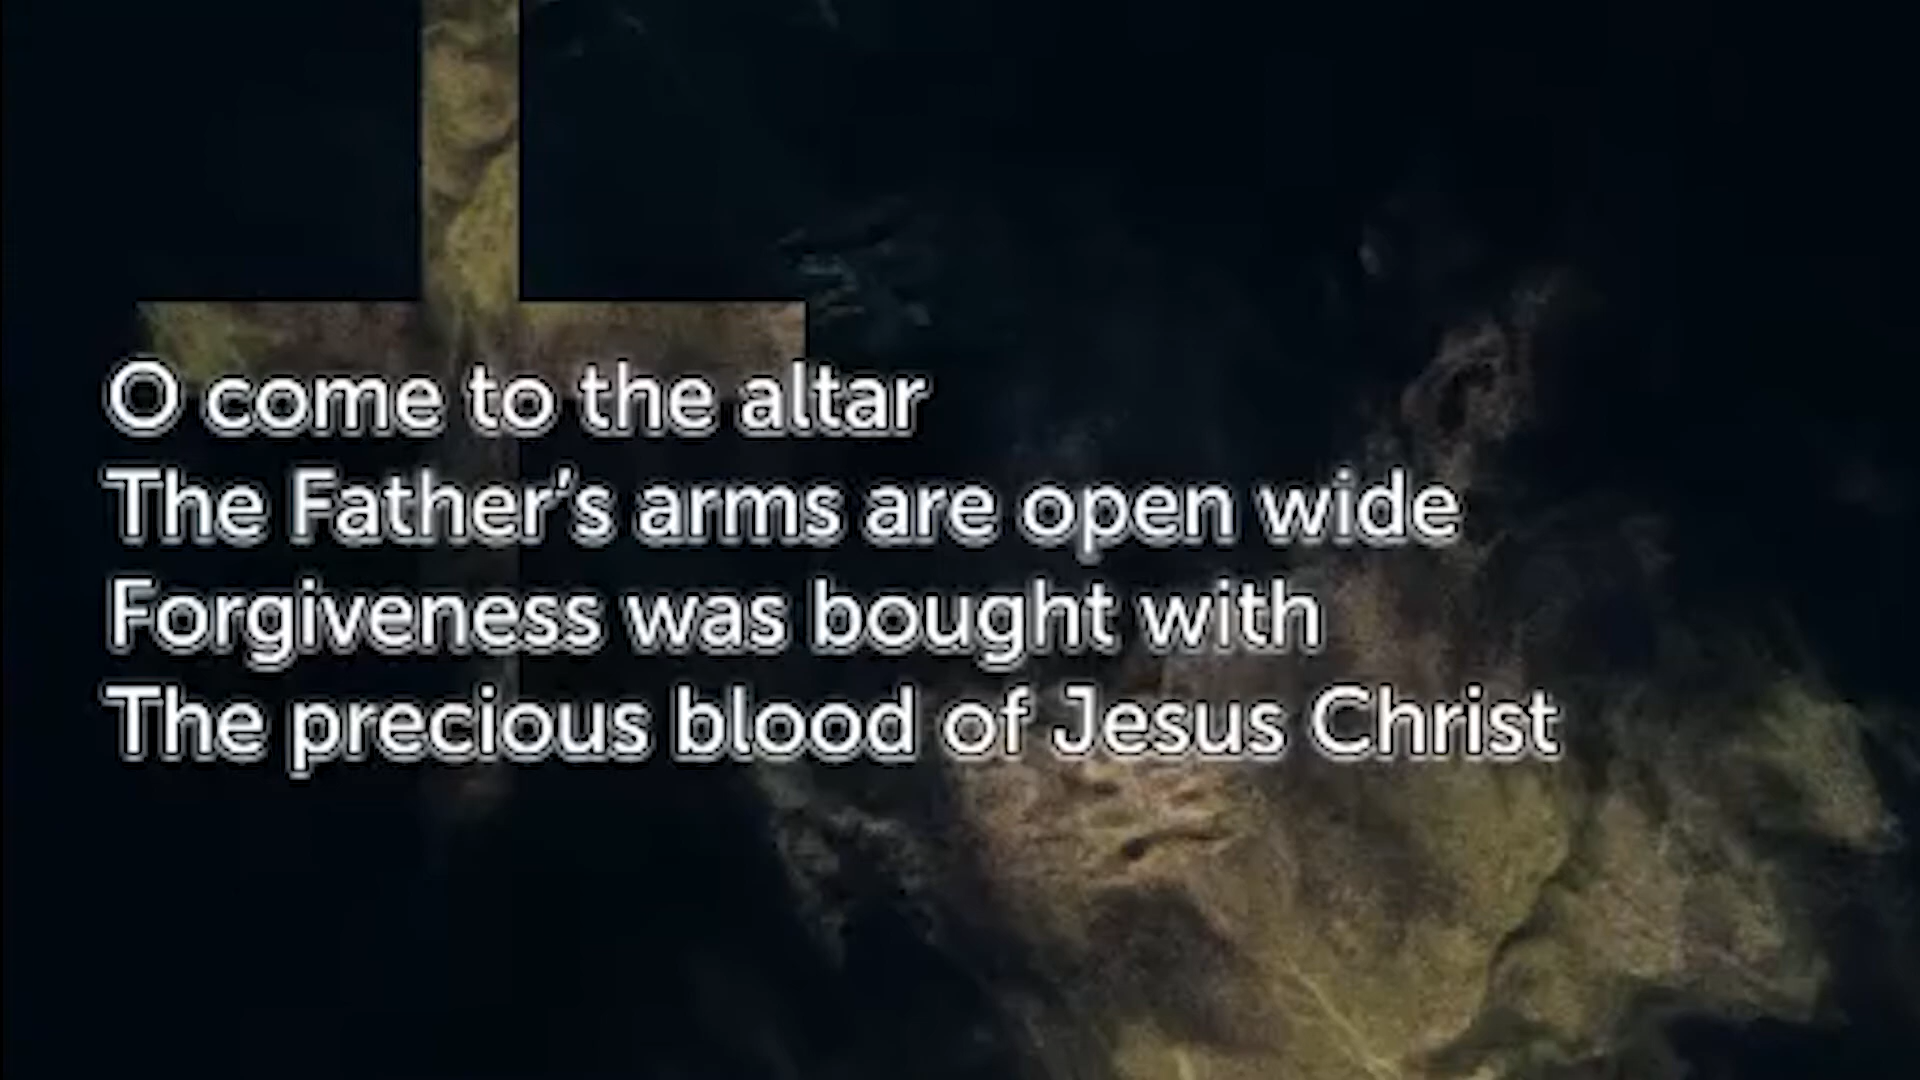 O come to the altar
The Father's arms are open wide
Forgiveness was bought with
The precious blood of Jesus Christ